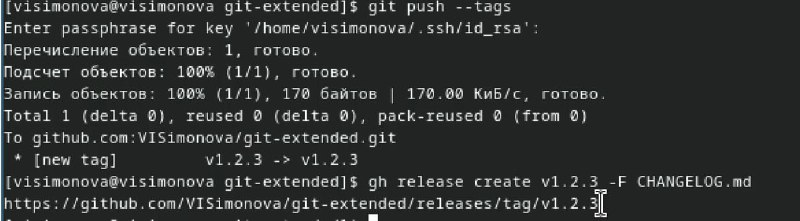 [visimonova@visimonova git-extended]$ git push --tags
Enter passphrase for key '/home/visimonova/.ssh/id_rsa':
Перечисление объектов: 1, готово.
Подсчет объектов: 100% (1/1), готово.
Запись объектов: 100% (1/1), 170 байтов | 170.00 КиБ/с, готово.
Total 1 (delta 0), reused 0 (delta 0), pack-reused 0 (from 0)
To github.com:VISimonova/git-extended.git
 * [new tag]         v1.2.3 -> v1.2.3
[visimonova@visimonova git-extended]$ gh release create v1.2.3 -F CHANGELOG.md
https://github.com/VISimonova/git-extended/releases/tag/v1.2.3